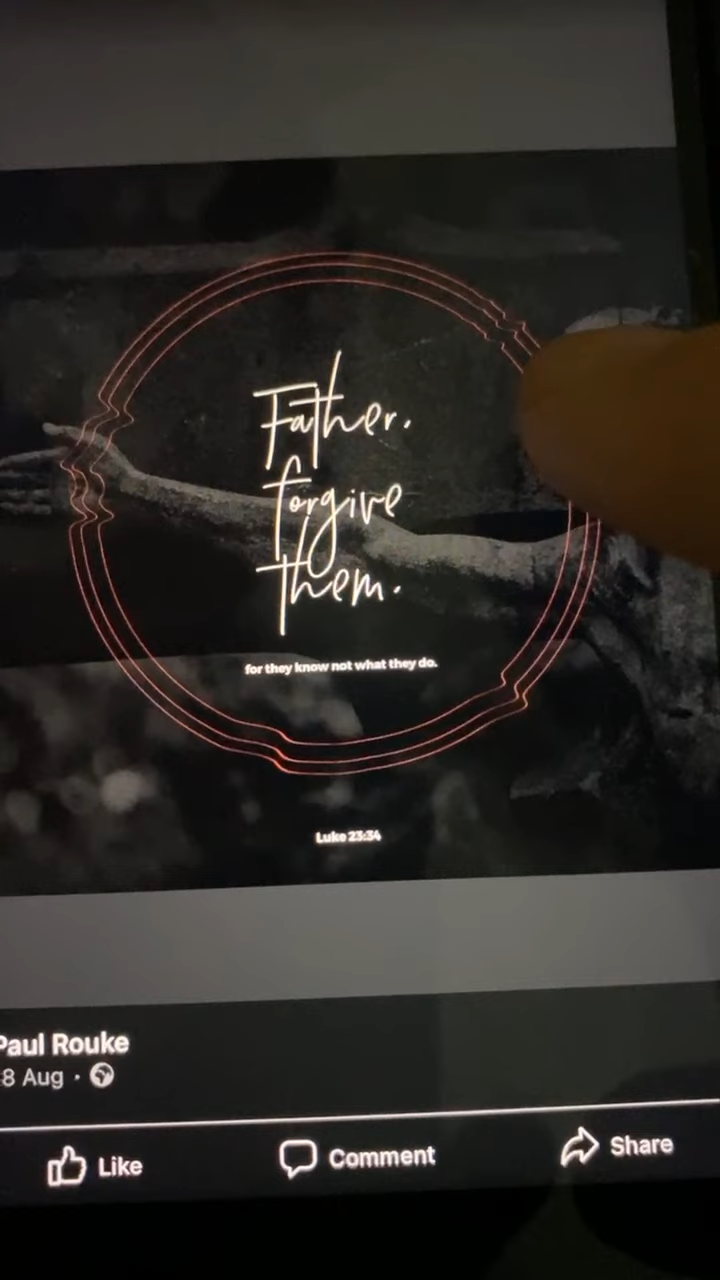 Father.
forgive
them.
for they know not what they do.
Luke 23:34
Paul Rouke
8 Aug ·
Like
Comment
Share